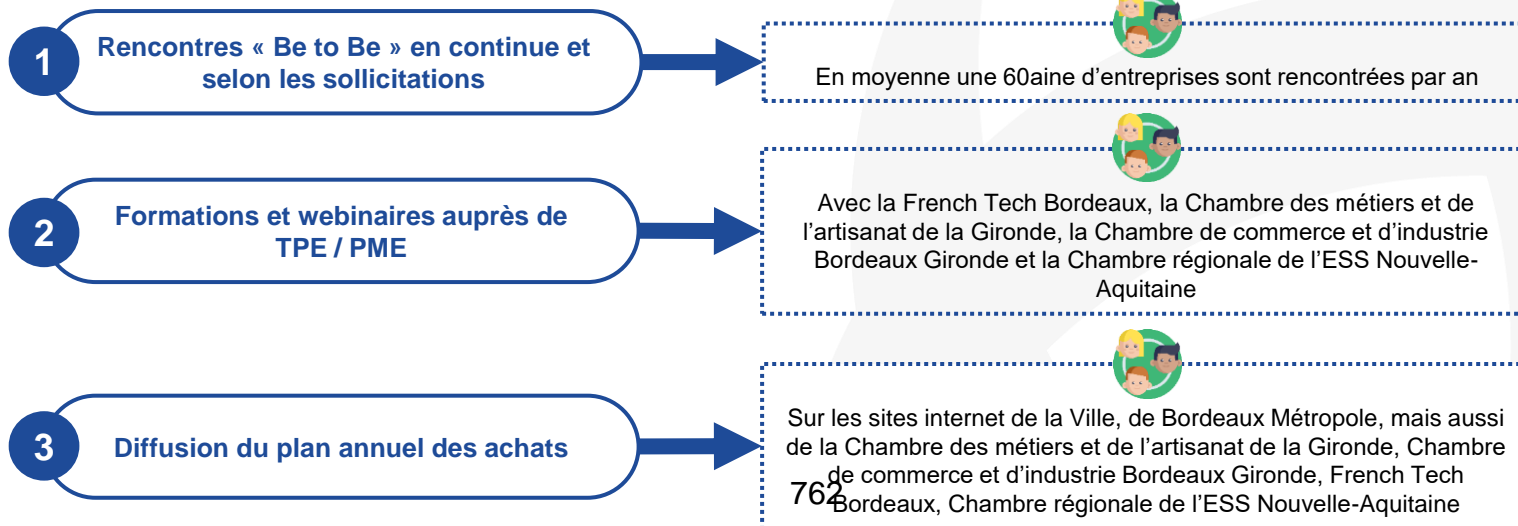 1
Rencontres « Be to Be » en continue et
selon les sollicitations
En moyenne une 60aine d’entreprises sont rencontrées par an
2
Formations et webinaires auprès de
TPE / PME
Avec la French Tech Bordeaux, la Chambre des métiers et de
l’artisanat de la Gironde, la Chambre de commerce et d’industrie
Bordeaux Gironde et la Chambre régionale de l’ESS Nouvelle-
Aquitaine
3
Diffusion du plan annuel des achats
Sur les sites internet de la Ville, de Bordeaux Métropole, mais aussi
de la Chambre des métiers et de l’artisanat de la Gironde, Chambre
de commerce et d’industrie Bordeaux Gironde, French Tech
Bordeaux, Chambre régionale de l’ESS Nouvelle-Aquitaine
762